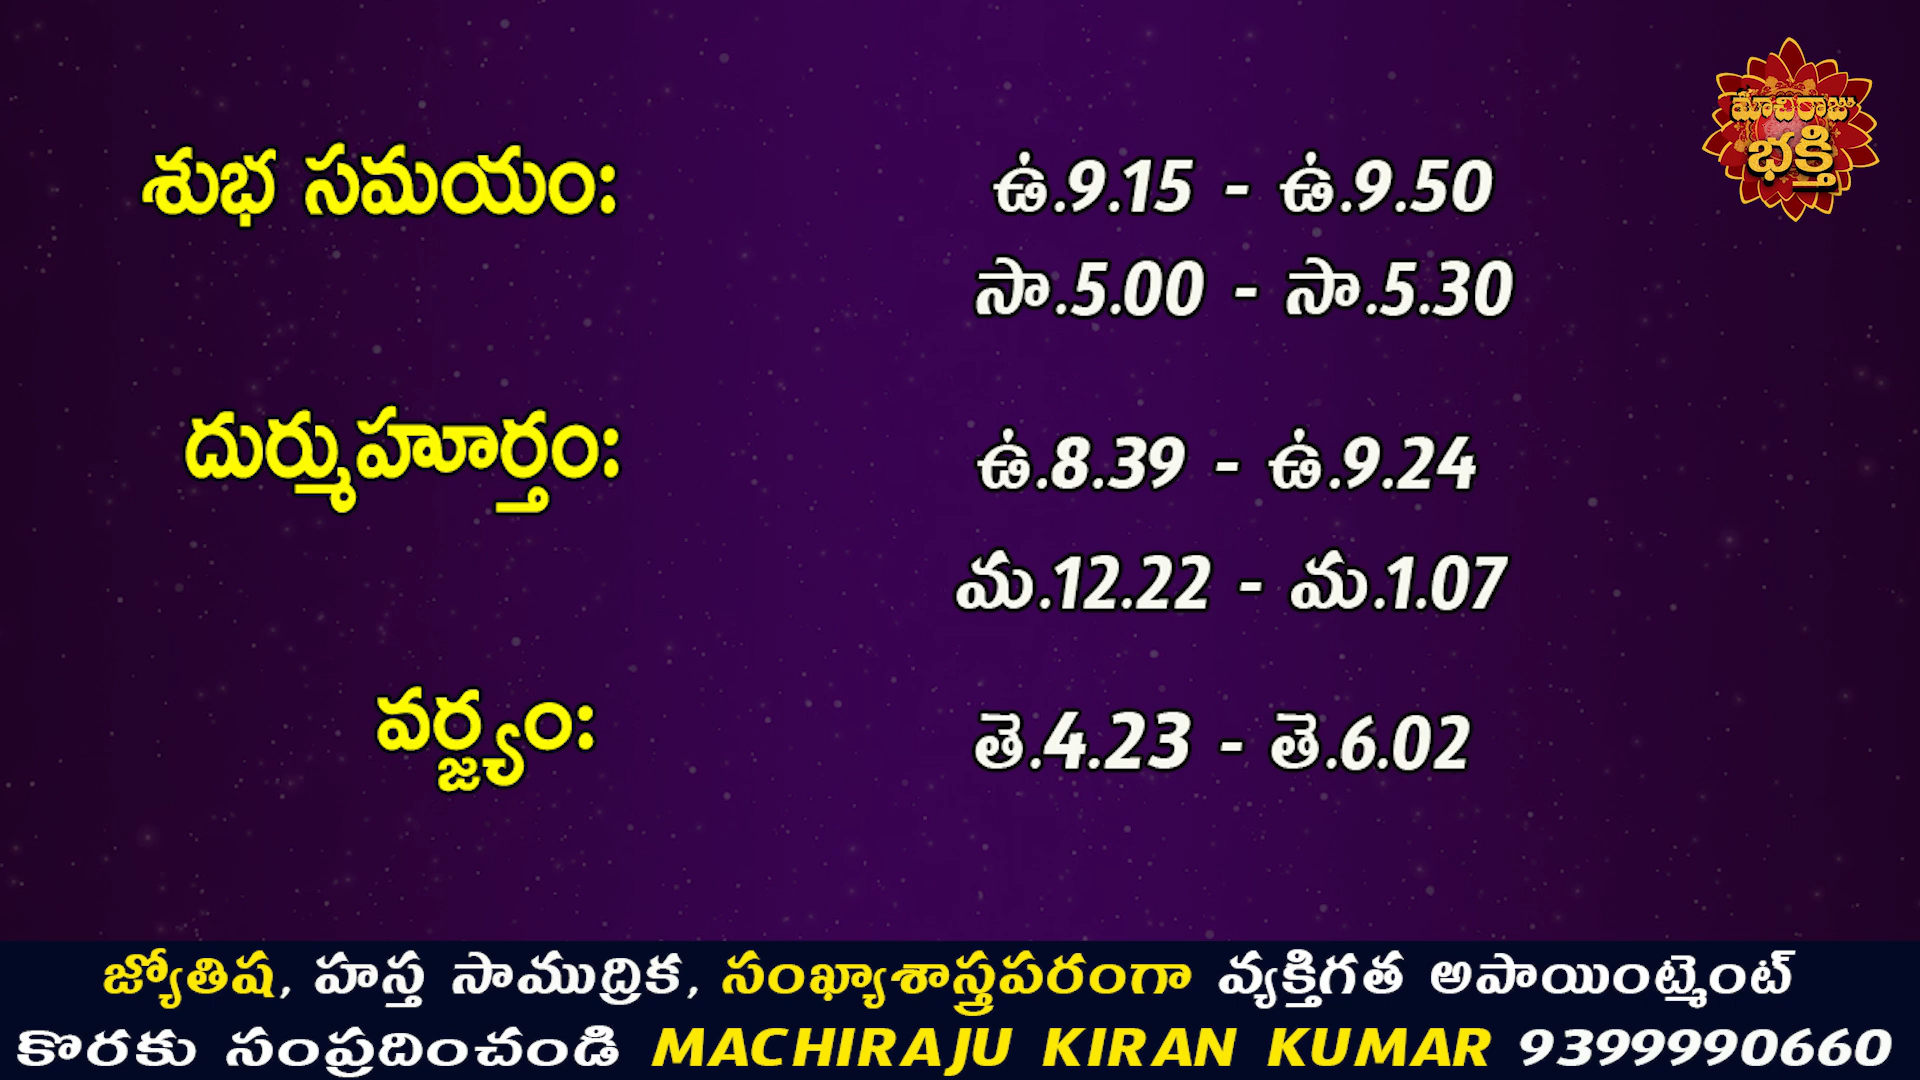 మాచిరాజు
భక్తి
శుభ సమయం: ఉ.9.15 - ఉ.9.50
సా.5.00 - సా.5.30
దుర్ముహూర్తం: ఉ.8.39 - ఉ.9.24
మ.12.22 - మ.1.07
వర్జ్యం: తె.4.23 - తె.6.02
జ్యోతిష, హస్త సాముద్రిక, సంఖ్యాశాస్త్రపరంగా వ్యక్తిగత అపాయింట్మెంట్
కొరకు సంప్రదించండి MACHIRAJU KIRAN KUMAR 9399990660